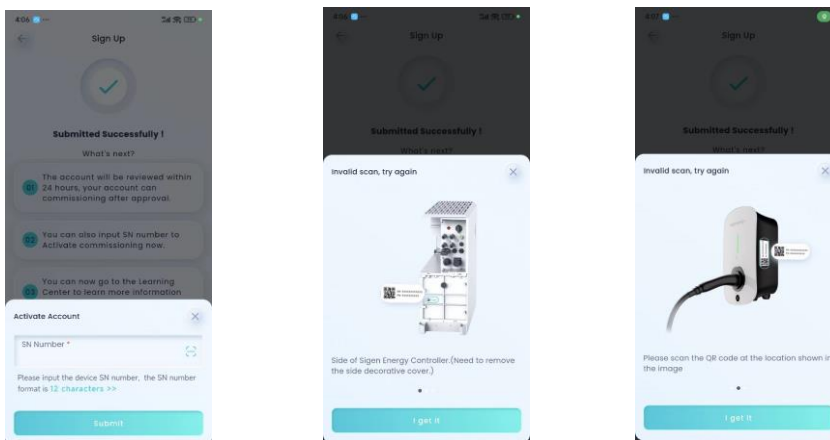 4:06
Sign Up
Submitted Successfully !
What's next?
01
The account will be reviewed within
24 hours, your account can
commissioning after approval.
02
You can also input SN number to
Activate commissioning now.
03
You can now go to the Learning
Center to learn more information
Activate Account
SN Number *
Please input the device SN number, the SN number
format is 12 characters >>
Submit
4:06
Sign Up
Submitted Successfully !
What's next?
Invalid scan, try again
Side of Sigen Energy Controller.(Need to remove
the side decorative cover.)
I get it
4:07
Sign Up
Submitted Successfully !
What's next?
Invalid scan, try again
Please scan the QR code at the location shown in
the image
I get it